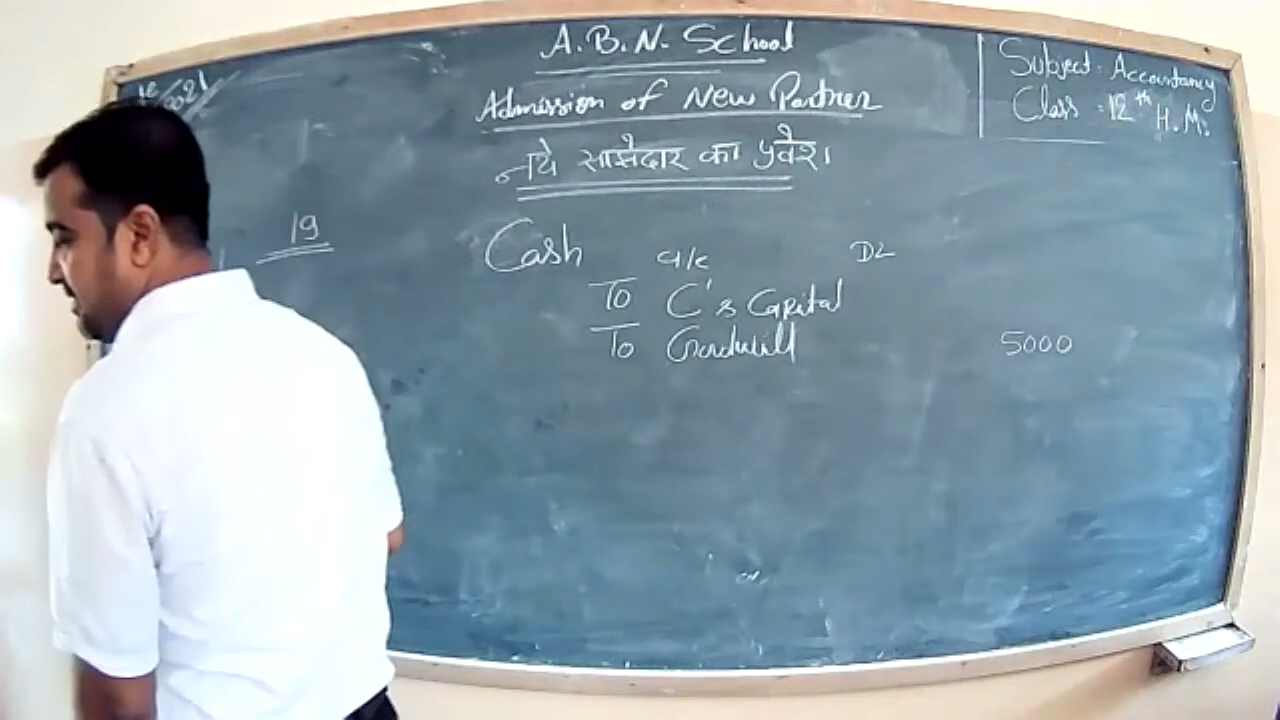 A.B.N. School
Admission of New Partner
नये साझेदार का प्रवेश।
Subject: Accountancy
Class :12th H.M.
19
Cash a/c Dr
To C's Capital
To Goodwill 5000